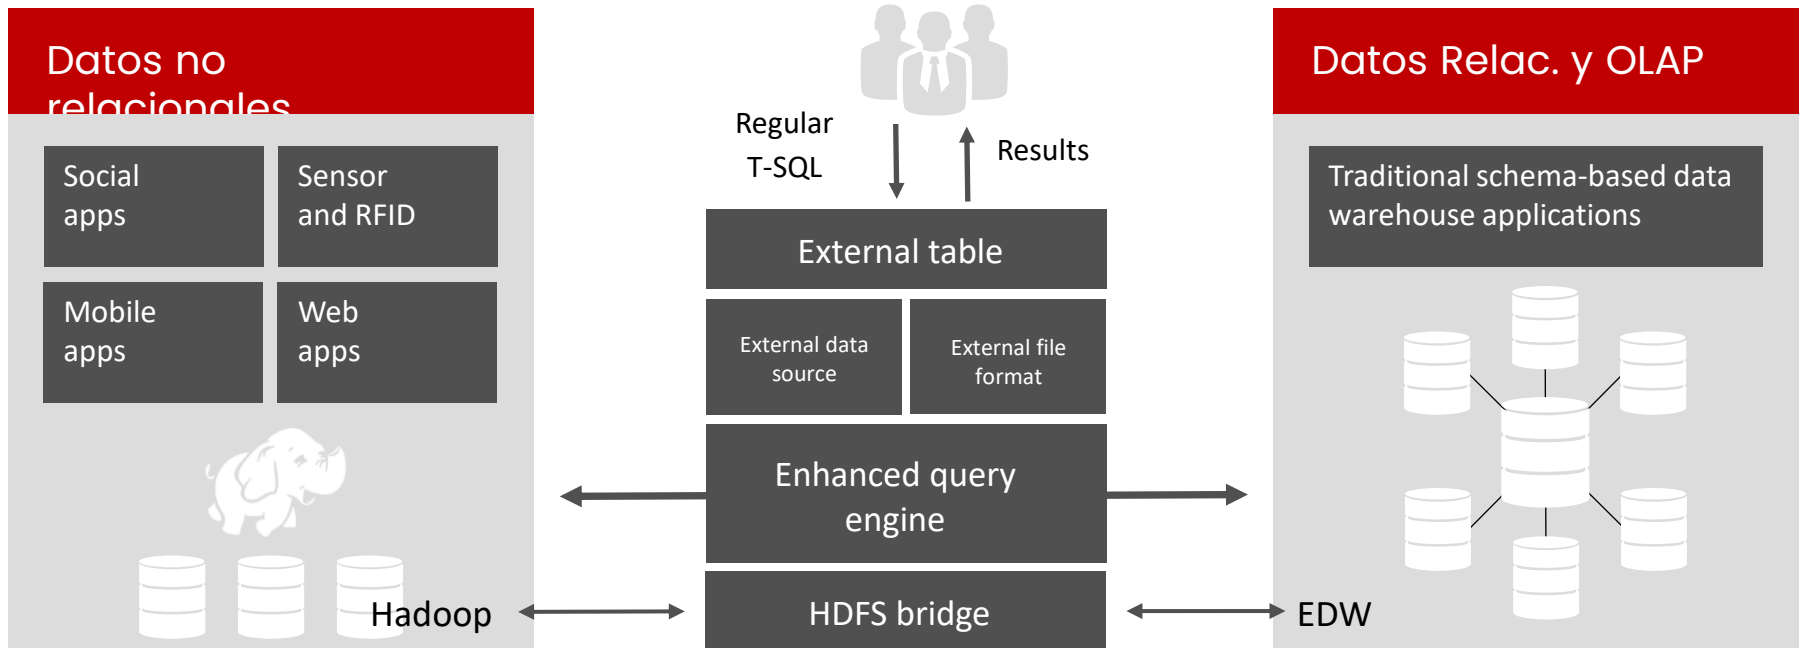 Datos no
relacionales
Social
apps
Sensor
and RFID
Mobile
apps
Web
apps
Hadoop
Regular
T-SQL
Results
External table
External data
source
External file
format
Enhanced query
engine
HDFS bridge
Datos Relac. y OLAP
Traditional schema-based data
warehouse applications
EDW